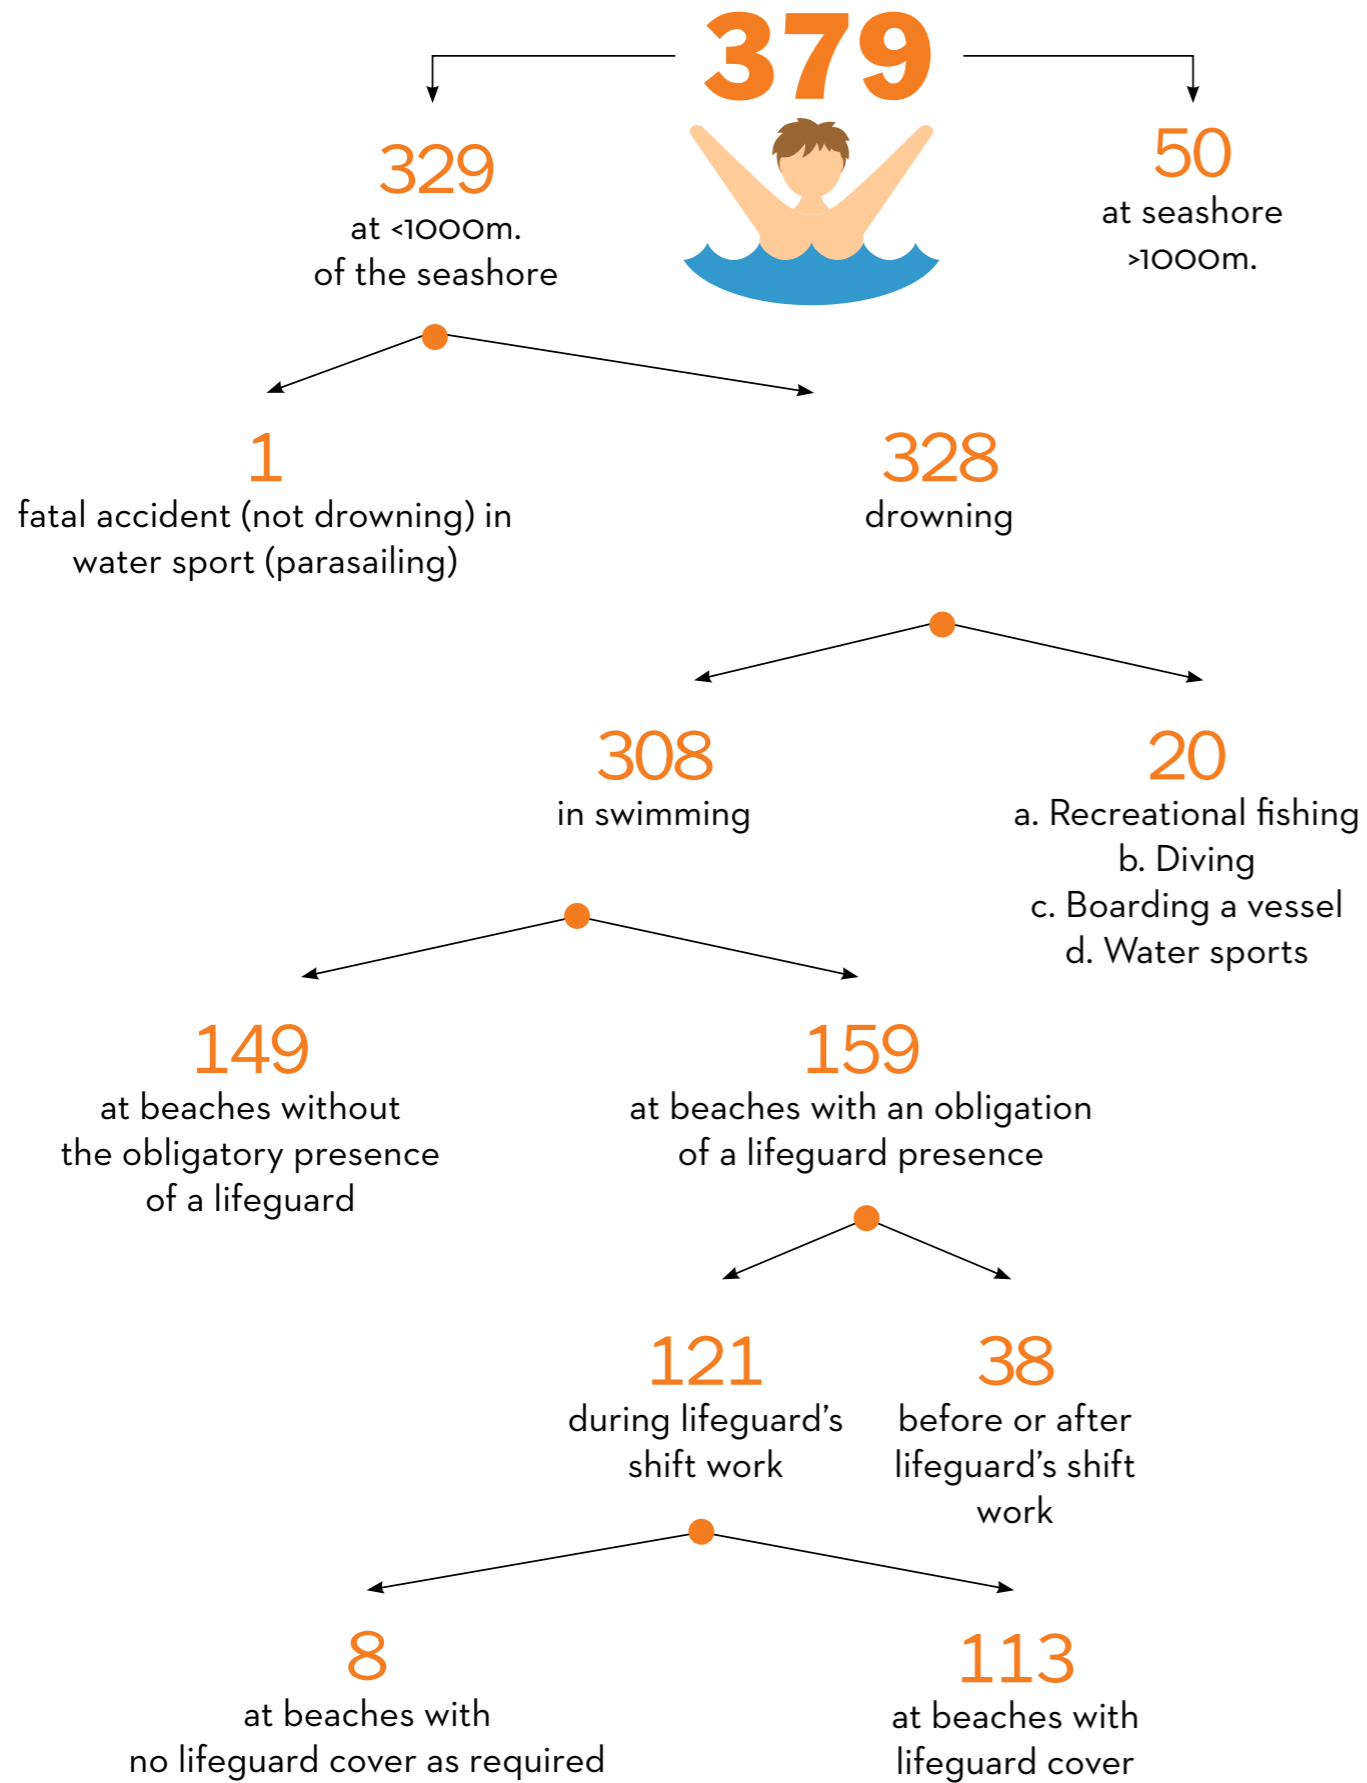 379
329
at <1000m.
of the seashore
50
at seashore
>1000m.
1
fatal accident (not drowning) in
water sport (parasailing)
328
drowning
308
in swimming
20
a. Recreational fishing
b. Diving
c. Boarding a vessel
d. Water sports
149
at beaches without
the obligatory presence
of a lifeguard
159
at beaches with an obligation
of a lifeguard presence
121
during lifeguard’s
shift work
38
before or after
lifeguard’s shift
work
8
at beaches with
no lifeguard cover as required
113
at beaches with
lifeguard cover